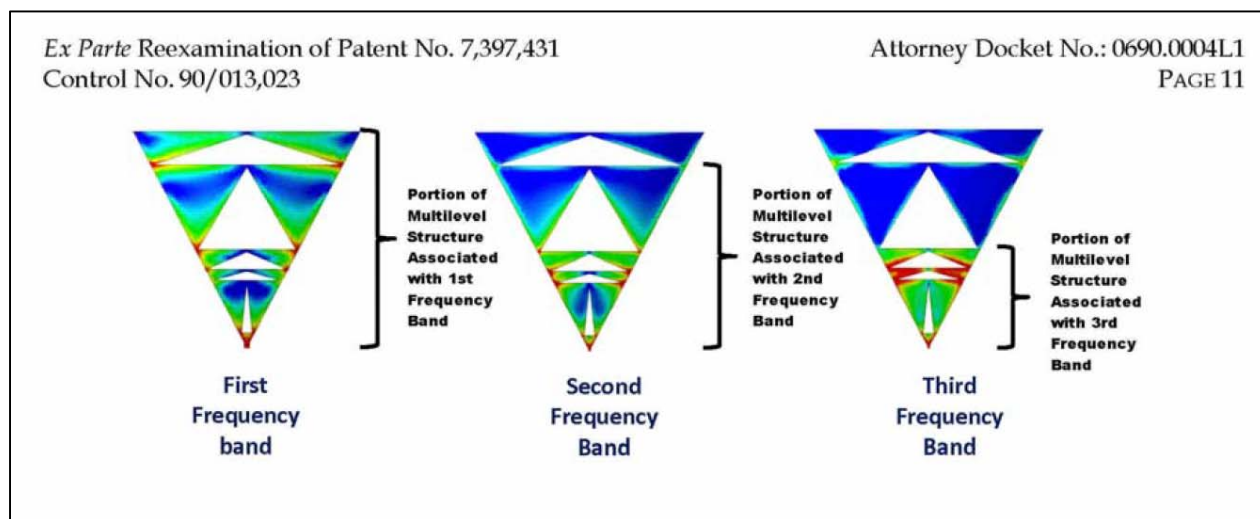 Ex Parte Reexamination of Patent No. 7,397,431
Attorney Docket No.: 0690.0004L1
Control No. 90/013,023
PAGE 11
Portion of
Multilevel
Structure
Associated
with 1st
Frequency
Band
Portion of
Multilevel
Structure
Associated
with 2nd
Frequency
Band
Portion of
Multilevel
Structure
Associated
with 3rd
Frequency
Band
First
Frequency
band
Second
Frequency
Band
Third
Frequency
Band